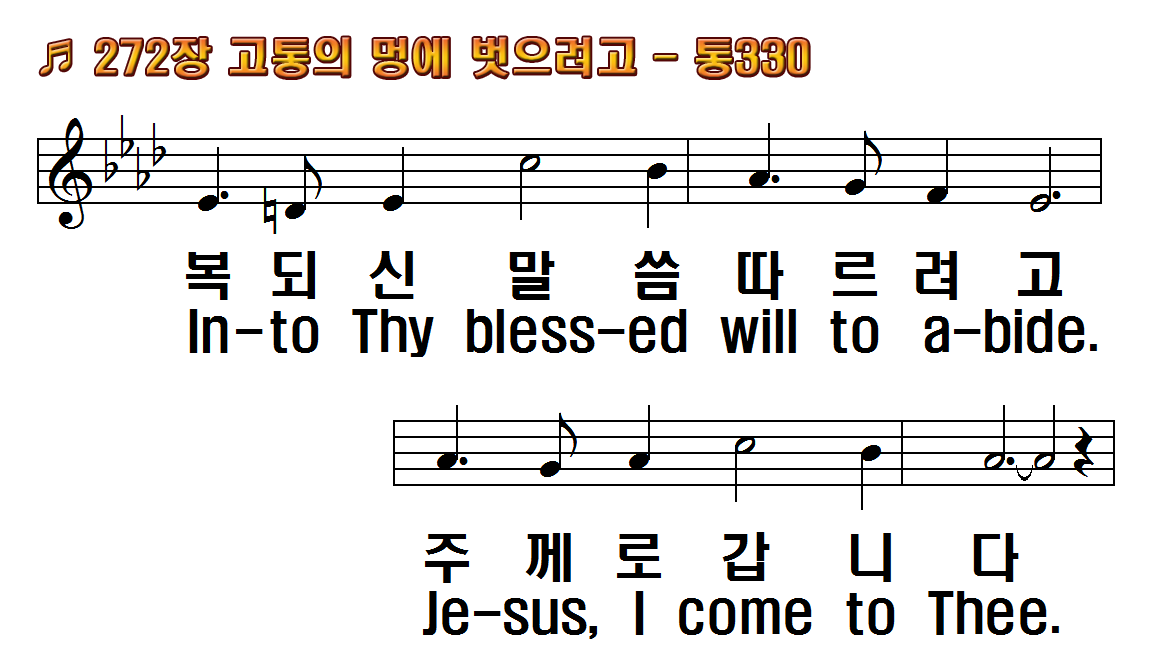 ♬ 272장 고통의 멍에 벗으려고 - 통330
복 되 신 말 씀 따 르 려 고
In-to Thy bless-ed will to a-bide.
주 께 로 갑 니 다
Je-sus, I come to Thee.